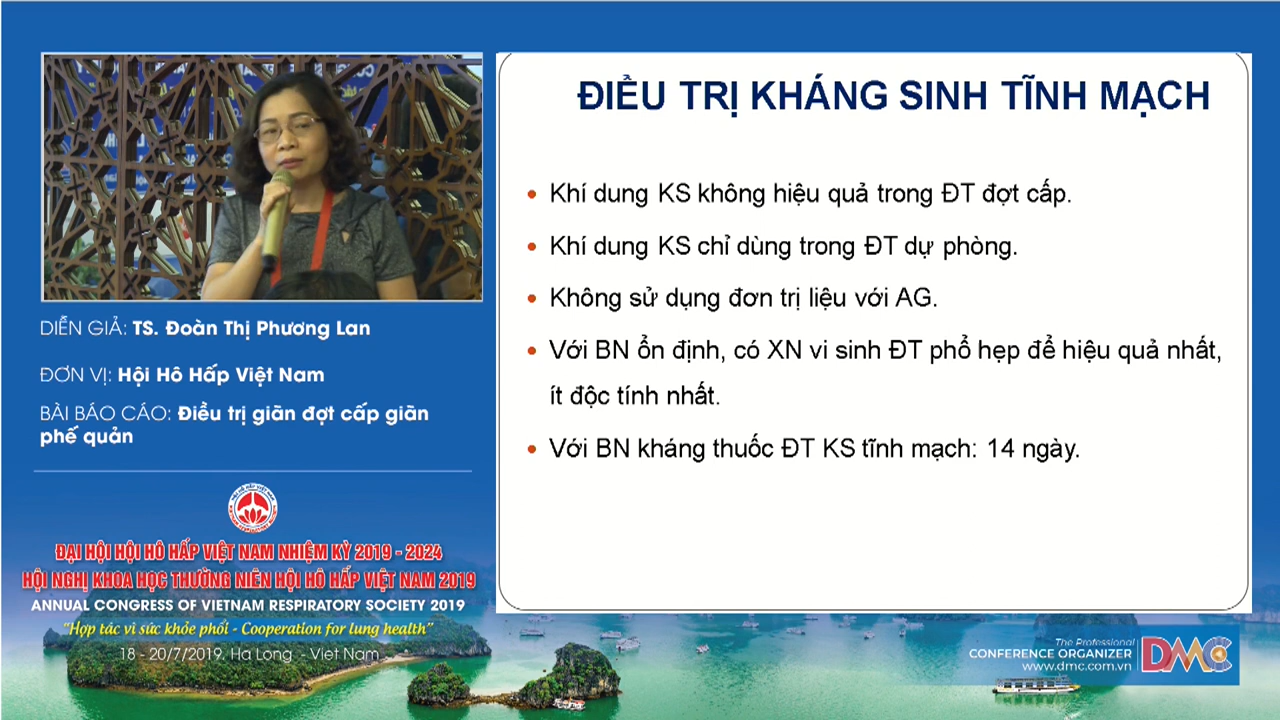 ĐIỀU TRỊ KHÁNG SINH TĨNH MẠCH
• Khí dung KS không hiệu quả trong ĐT đợt cấp.
• Khí dung KS chỉ dùng trong ĐT dự phòng.
• Không sử dụng đơn trị liệu với AG.
• Với BN ổn định, có XN vi sinh ĐT phổ hẹp để hiệu quả nhất,
ít độc tính nhất.
• Với BN kháng thuốc ĐT KS tĩnh mạch: 14 ngày.
DIỄN GIẢ: TS. Đoàn Thị Phương Lan
ĐƠN VỊ: Hội Hô Hấp Việt Nam
BÀI BÁO CÁO: Điều trị giãn đợt cấp giãn
phế quản
ĐẠI HỘI HỘI HÔ HẤP VIỆT NAM NHIỆM KỲ 2019 - 2024
HỘI NGHỊ KHOA HỌC THƯỜNG NIÊN HỘI HÔ HẤP VIỆT NAM 2019
ANNUAL CONGRESS OF VIETNAM RESPIRATORY SOCIETY 2019
“Hợp tác vì sức khỏe phổi - Cooperation for lung health”
18 - 20/7/2019. Ha Long - Viet Nam
The Professional
CONFERENCE ORGANIZER
www.dmc.com.vn
DMC